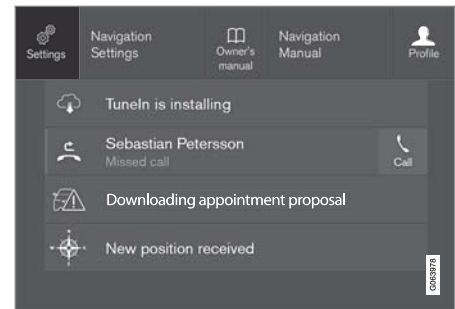 Settings
Navigation
Settings
Owner's
manual
Navigation
Manual
Profile
TuneIn is installing
Sebastian Petersson
Missed call
Call
Downloading appointment proposal
New position received
G063978